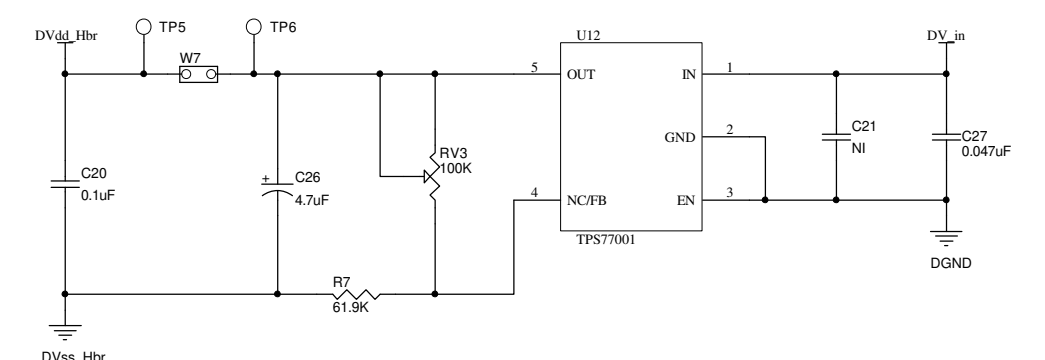 TP5
TP6
DVdd_Hbr
W7
U12
DV_in
5
OUT
IN
1
C21
NI
C27
0.047uF
GND
2
RV3
100K
C20
0.1uF
+
C26
4.7uF
4
NC/FB
EN
3
TPS77001
DGND
R7
61.9K
DVss_Hbr